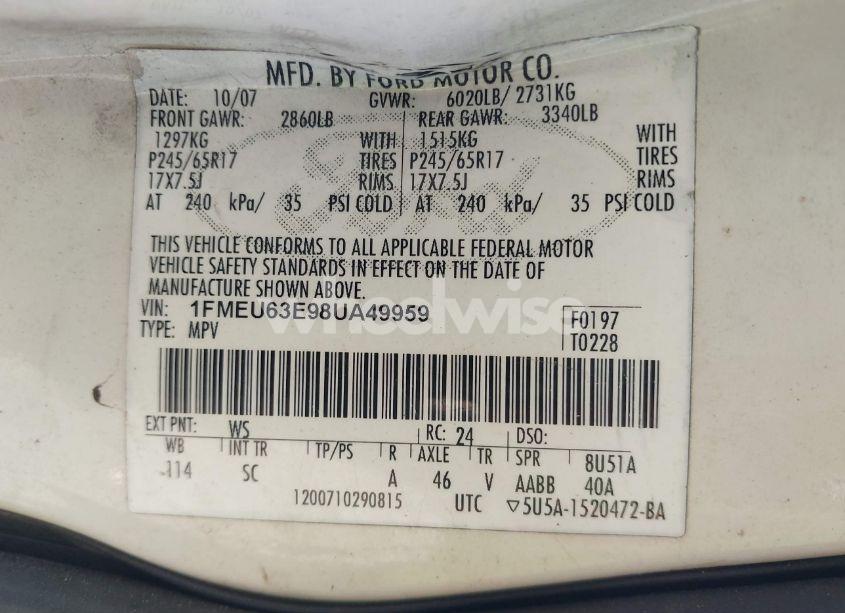 MFD. BY FORD MOTOR CO.
DATE: 10/07 GVWR: 6020LB/ 2731KG
FRONT GAWR: 2860LB REAR GAWR: 3340LB
1297KG WITH 1515KG WITH
P245/65R17 TIRES P245/65R17 TIRES
17X7.5J RIMS 17X7.5J RIMS
AT 240 kPa/ 35 PSI COLD AT 240 kPa/ 35 PSI COLD
THIS VEHICLE CONFORMS TO ALL APPLICABLE FEDERAL MOTOR
VEHICLE SAFETY STANDARDS IN EFFECT ON THE DATE OF
MANUFACTURE SHOWN ABOVE.
VIN: 1FMEU63E98UA49959 F0197
TYPE: MPV T0228
wheelwise
EXT PNT: WS RC: 24 DSO:
WB INT TR TP/PS R AXLE TR SPR 8U51A
114 SC A 46 V AABB 40A
1200710290815 UTC ▽5U5A-1520472-BA